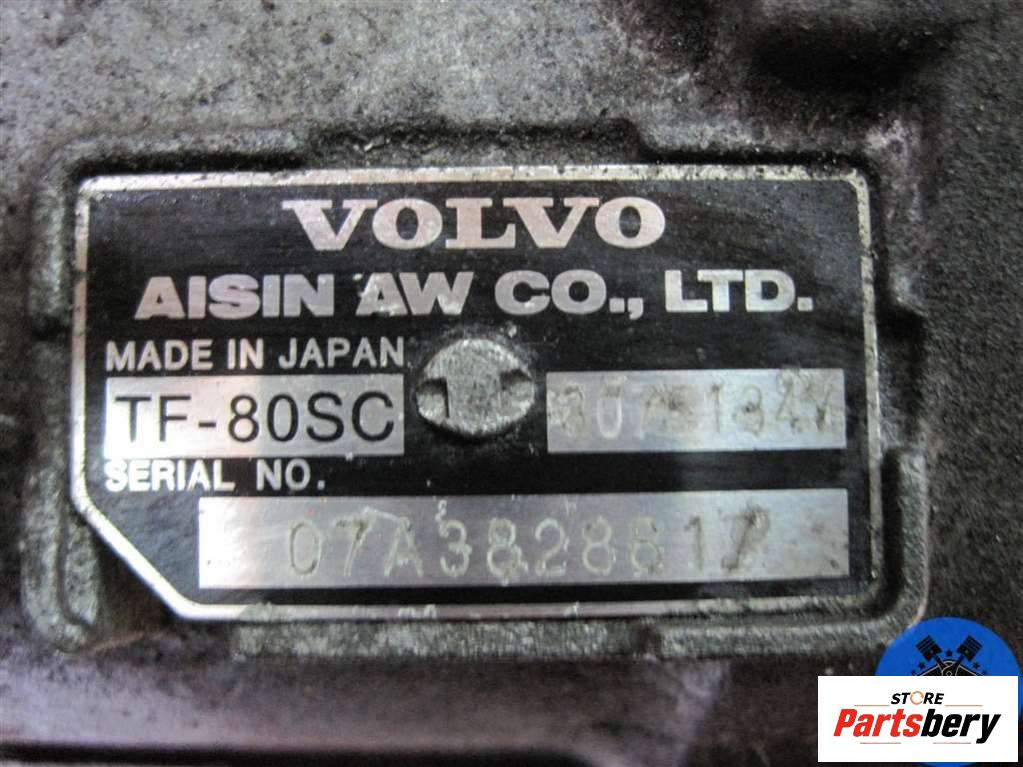 VOLVO
AISIN AW CO., LTD.
MADE IN JAPAN
TF-80SC
SERIAL NO.
STORE
Partsbery